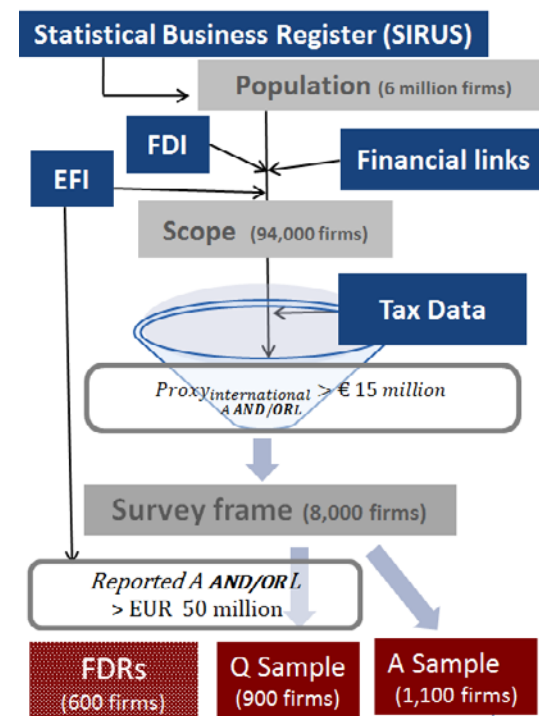 Statistical Business Register (SIRUS)
Population (6 million firms)
FDI
Financial links
EFI
Scope (94,000 firms)
Tax Data
Proxy international > € 15 million
A AND/OR L
Survey frame (8,000 firms)
Reported A AND/OR L
> EUR 50 million
FDRs
(600 firms)
Q Sample
(900 firms)
A Sample
(1,100 firms)